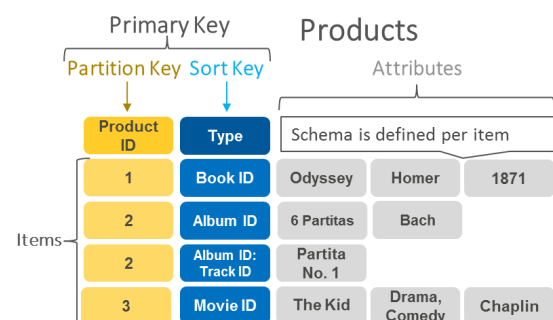 Primary Key
Products
Partition Key Sort Key
Attributes
Product
ID
Type
Schema is defined per item
1
Book ID
Odyssey
Homer
1871
2
Album ID
6 Partitas
Bach
Items
2
Album ID:
Track ID
Partita
No. 1
3
Movie ID
The Kid
Drama,
Comedy
Chaplin